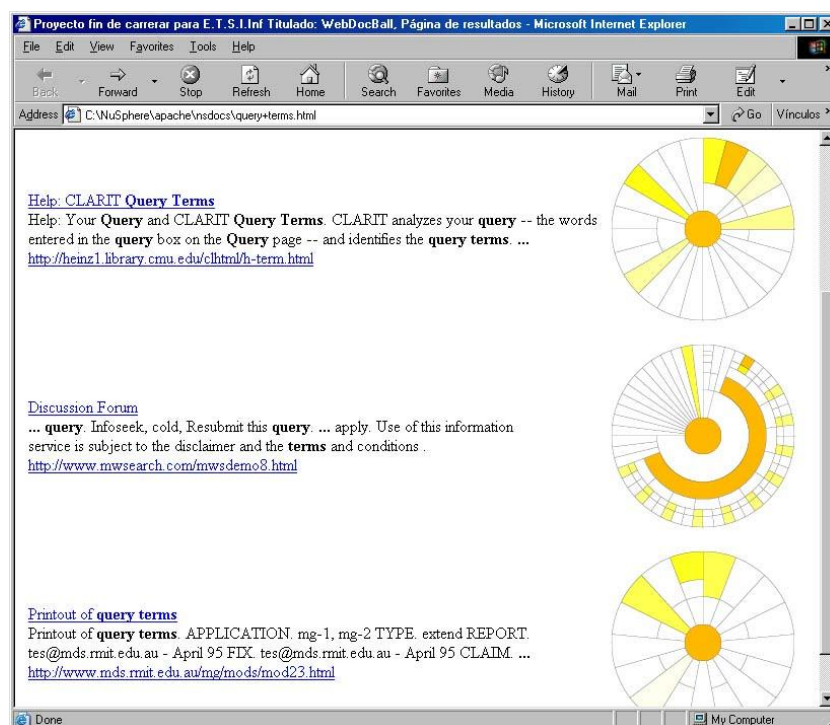 Proyecto fin de carrerar para E.T.S.I.Inf Titulado: WebDocBall, Página de resultados - Microsoft Internet Explorer
File Edit View Favorites Tools Help
Back Forward Stop Refresh Home Search Favorites Media History Mail Print Edit
Address C:\NuSphere\apache\nsdocs\query+terms.html Go Vínculos
Help: CLARIT Query Terms
Help: Your Query and CLARIT Query Terms. CLARIT analyzes your query -- the words
entered in the query box on the Query page -- and identifies the query terms. ...
http://heinz1.library.cmu.edu/clhtml/h-term.html
Discussion Forum
... query. Infoseek, cold, Resubmit this query. ... apply. Use of this information
service is subject to the disclaimer and the terms and conditions .
http://www.mwsearch.com/mwsdemo8.html
Printout of query terms
Printout of query terms. APPLICATION. mg-1, mg-2 TYPE. extend REPORT.
tes@mds.rmit.edu.au - April 95 FIX. tes@mds.rmit.edu.au - April 95 CLAIM. ...
http://www.mds.rmit.edu.au/mg/mods/mod23.html
Done My Computer